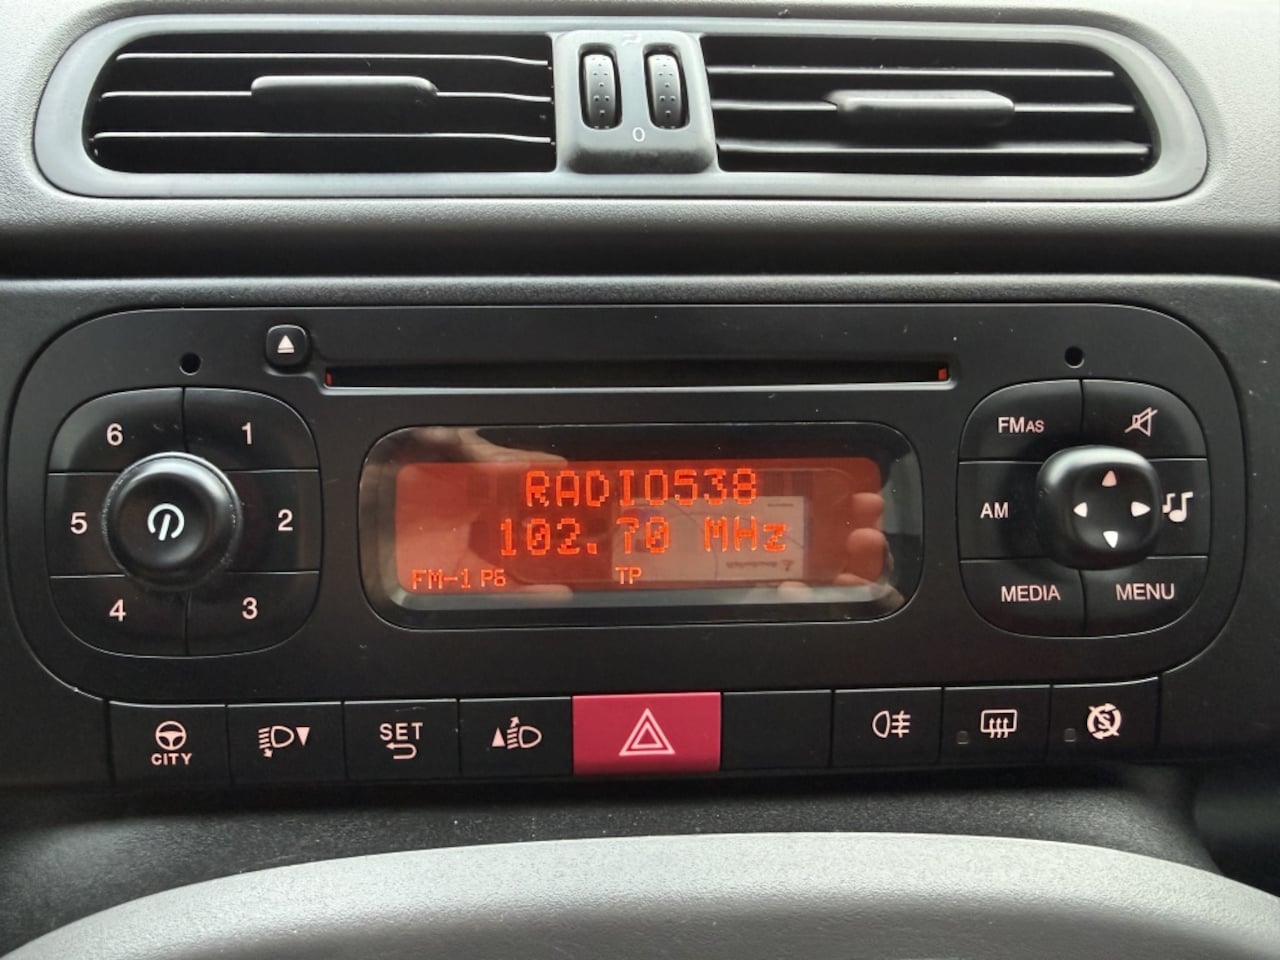 0
6
1
5
2
4
3
RADIO538
102.70 MHz
FM-1 P6
TP
FMAS
AM
MEDIA
MENU
CITY
SET